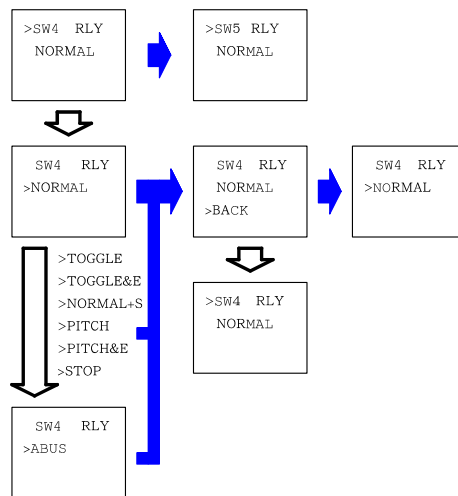 >SW4 RLY
NORMAL
>SW5 RLY
NORMAL
SW4 RLY
>NORMAL
SW4 RLY
NORMAL
>BACK
SW4 RLY
>NORMAL
>TOGGLE
>TOGGLE&E
>NORMAL+S
>PITCH
>PITCH&E
>STOP
>SW4 RLY
NORMAL
SW4 RLY
>ABUS